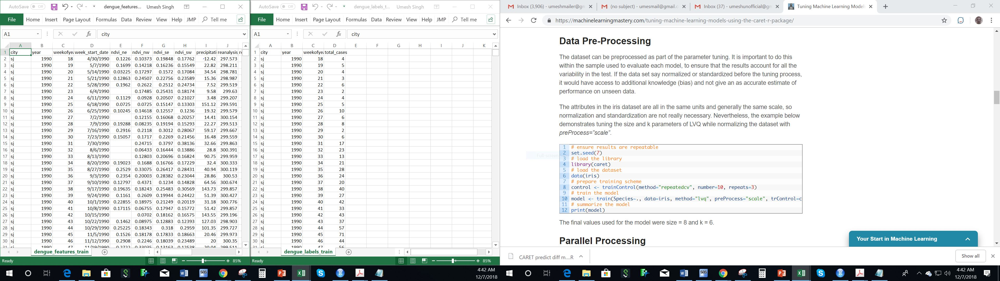 AutoSave Off dengue_features... Umesh Singh
File Home Insert Page Layout Formulas Data Review View Help JMP Tell me
A1 fx city
A B C D E F G H I J
1 city year weekofyea week_start_date ndvi_ne ndvi_nw ndvi_se ndvi_sw precipitati reanalysis re
2 sj 1990 18 4/30/1990 0.1226 0.10373 0.19848 0.17762 12.42 297.573
3 sj 1990 19 5/7/1990 0.1699 0.14218 0.16236 0.15549 22.82 298.211
4 sj 1990 20 5/14/1990 0.03225 0.17297 0.1572 0.17084 34.54 298.781
5 sj 1990 21 5/21/1990 0.12863 0.24507 0.22756 0.23589 15.36 298.987
6 sj 1990 22 5/28/1990 0.1962 0.2622 0.2512 0.24734 7.52 299.519
7 sj 1990 23 6/4/1990 0.17485 0.25431 0.18174 9.58 299.63
8 sj 1990 24 6/11/1990 0.1129 0.0928 0.20507 0.21027 3.48 299.207
9 sj 1990 25 6/18/1990 0.0725 0.0725 0.15147 0.13303 151.12 299.591
10 sj 1990 26 6/25/1990 0.10245 0.14618 0.12557 0.1236 19.32 299.579
11 sj 1990 27 7/2/1990 0.12155 0.16068 0.20257 14.41 300.154
12 sj 1990 28 7/9/1990 0.19288 0.08235 0.19194 0.15293 22.27 299.513
13 sj 1990 29 7/16/1990 0.2916 0.2118 0.3012 0.28067 59.17 299.667
14 sj 1990 30 7/23/1990 0.15057 0.1717 0.2269 0.21456 16.48 299.559
15 sj 1990 31 7/30/1990 0.24715 0.3797 0.38136 32.66 299.863
16 sj 1990 32 8/6/1990 0.06433 0.16444 0.13886 28.8 300.391
17 sj 1990 33 8/13/1990 0.12803 0.20696 0.16824 90.75 299.959
18 sj 1990 34 8/20/1990 0.19023 0.1688 0.16766 0.17229 32.4 300.333
19 sj 1990 35 8/27/1990 0.2529 0.33075 0.26417 0.28431 40.94 300.119
20 sj 1990 36 9/3/1990 0.2354 0.20003 0.28382 0.23044 28.86 300.53
21 sj 1990 37 9/10/1990 0.12797 0.4371 0.1234 0.14828 64.56 300.674
22 sj 1990 38 9/17/1990 0.19635 0.18243 0.25483 0.30569 143.73 299.857
23 sj 1990 39 9/24/1990 0.1161 0.2609 0.19944 0.24422 51.39 300.427
24 sj 1990 40 10/1/1990 0.22855 0.18975 0.21249 0.20119 31.18 300.776
25 sj 1990 41 10/8/1990 0.17115 0.06755 0.17947 0.15772 51.42 299.857
26 sj 1990 42 10/15/1990 0.0702 0.18162 0.16575 143.55 299.196
27 sj 1990 43 10/22/1990 0.1462 0.08975 0.12883 0.12393 127.03 298.903
28 sj 1990 44 10/29/1990 0.25225 0.18343 0.318 0.2959 101.35 299.727
29 sj 1990 45 11/5/1990 0.1526 0.18178 0.17833 0.18663 20.46 299.973
30 sj 1990 46 11/12/1990 0.2908 0.2246 0.18039 0.23489 20 300.35
31 sj 1990 47 11/19/1990 0.2722 0.33035 0.13163 0.12538 20.04 299.511
dengue_features_train
Ready 85%
AutoSave Off dengue_labels_t... Umesh Singh
File Home Insert Page Layout Formulas Data Review View Help JMP Tell me
A1 fx city
A B C D E F G H I J K
1 city year weekofyea total_cases
2 sj 1990 18 4
3 sj 1990 19 5
4 sj 1990 20 4
5 sj 1990 21 3
6 sj 1990 22 6
7 sj 1990 23 2
8 sj 1990 24 4
9 sj 1990 25 5
10 sj 1990 26 10
11 sj 1990 27 6
12 sj 1990 28 8
13 sj 1990 29 2
14 sj 1990 30 6
15 sj 1990 31 17
16 sj 1990 32 23
17 sj 1990 33 13
18 sj 1990 34 21
19 sj 1990 35 28
20 sj 1990 36 24
21 sj 1990 37 20
22 sj 1990 38 40
23 sj 1990 39 27
24 sj 1990 40 42
25 sj 1990 41 33
26 sj 1990 42 43
27 sj 1990 43 37
28 sj 1990 44 57
29 sj 1990 45 71
30 sj 1990 46 44
31 sj 1990 47 56
dengue_labels_train
Ready 85%
Inbox (3,906) - umeshmailer@gm (no subject) - umesmail@gmail.c Inbox (37) - umeshunofficial@gm Tuning Machine Learning Model
https://machinelearningmastery.com/tuning-machine-learning-models-using-the-caret-r-package/
Data Pre-Processing
The dataset can be preprocessed as part of the parameter tuning. It is important to do this
within the sample used to evaluate each model, to ensure that the results account for all the
variability in the test. If the data set say normalized or standardized before the tuning process,
it would have access to additional knowledge (bias) and not give an as accurate estimate of
performance on unseen data.
The attributes in the iris dataset are all in the same units and generally the same scale, so
normalization and standardization are not really necessary. Nevertheless, the example below
demonstrates tuning the size and k parameters of LVQ while normalizing the dataset with
preProcess=”scale”.
1 # ensure results are repeatable
2 set.seed(7)
3 # load the library
4 library(caret)
5 # load the dataset
6 data(iris)
7 # prepare training scheme
8 control <- trainControl(method="repeatedcv", number=10, repeats=3)
9 # train the model
10 model <- train(Species~., data=iris, method="lvq", preProcess="scale", trControl=c
11 # summarize the model
12 print(model)
Full-screen
The final values used for the model were size = 8 and k = 6.
Parallel Processing
Your Start in Machine Learning
CARET predict diff m....R
Show all
4:42 AM
12/7/2018
4:42 AM
12/7/2018